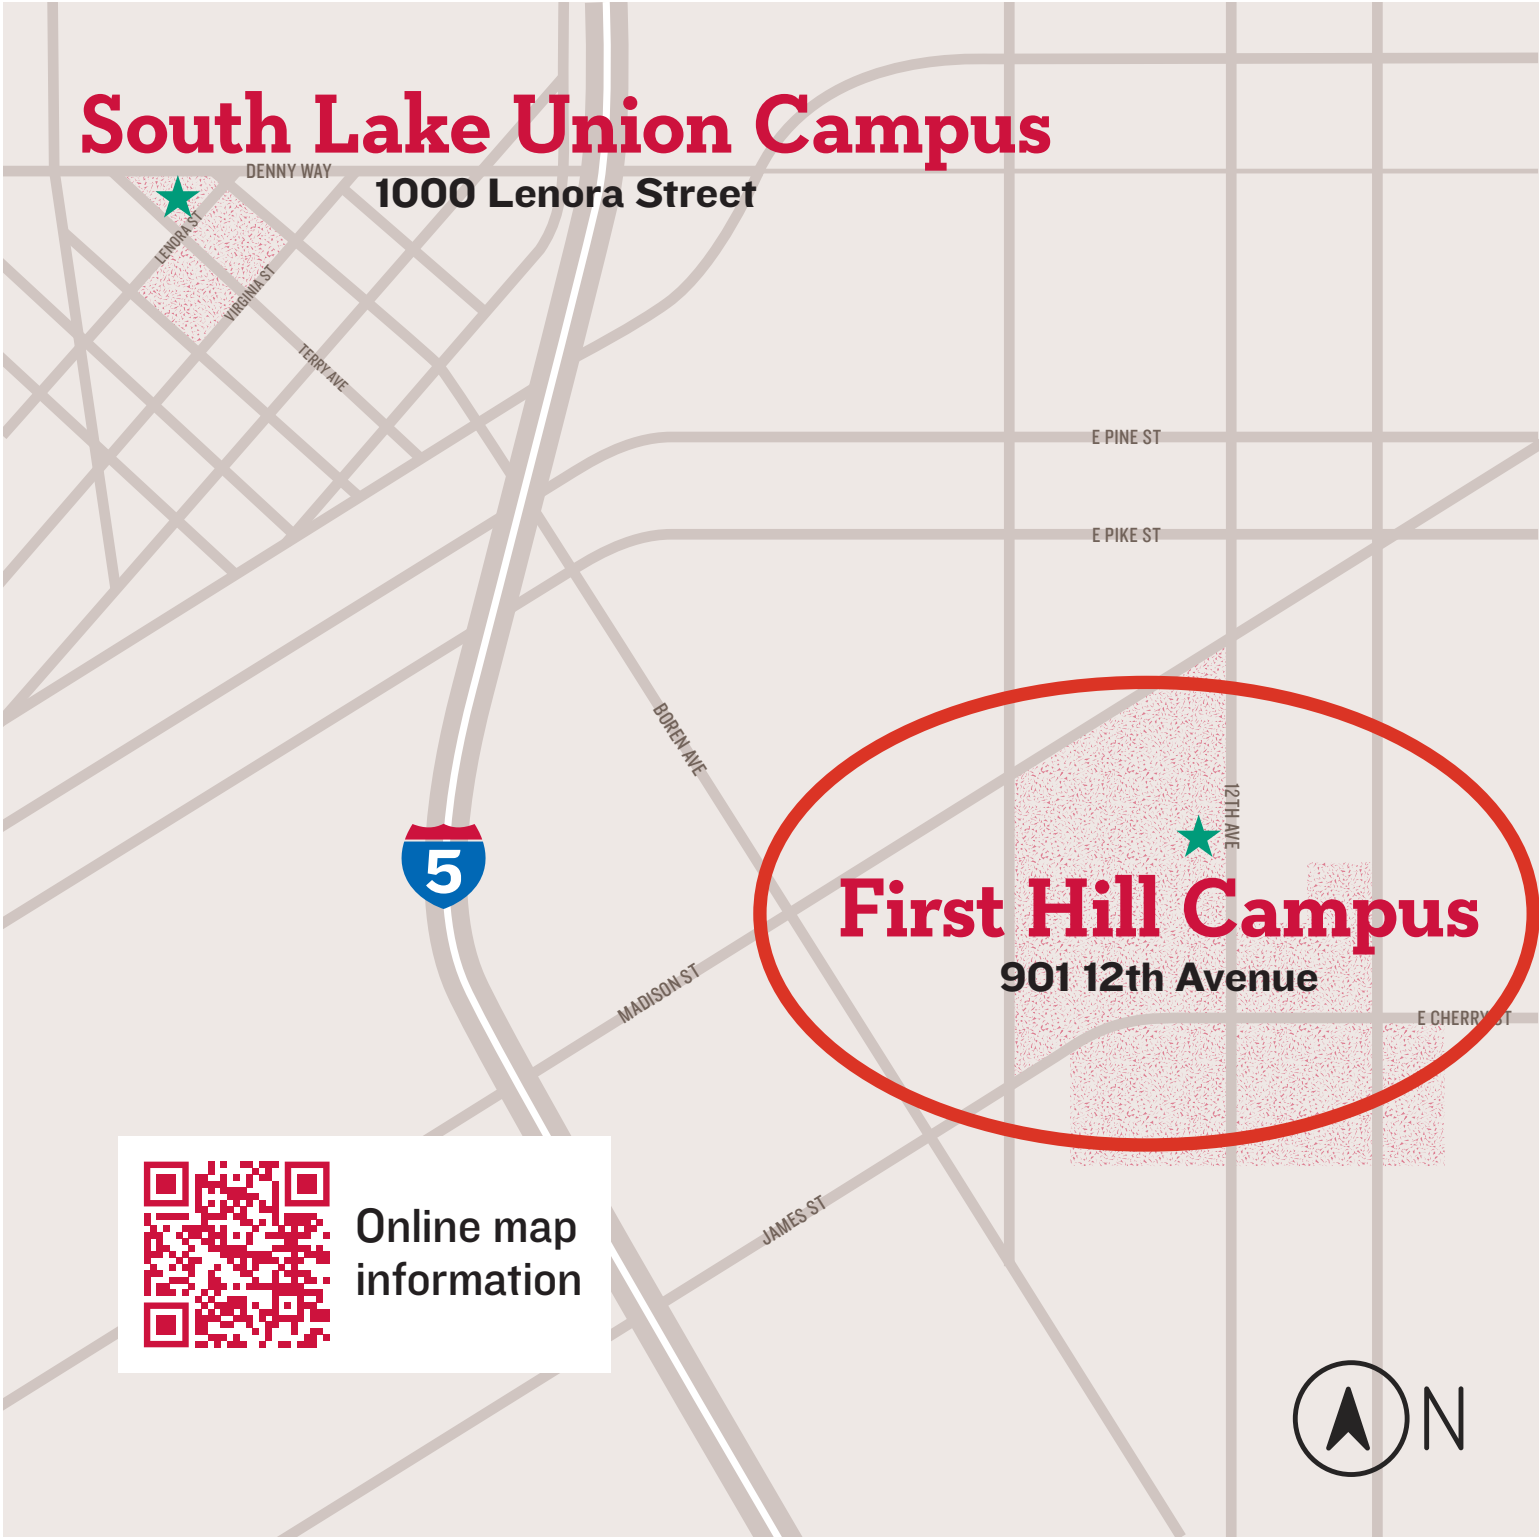 South Lake Union Campus
DENNY WAY
1000 Lenora Street
LENORA ST
VIRGINIA ST
TERRY AVE
E PINE ST
E PIKE ST
BOREN AVE
12TH AVE
5
First Hill Campus
901 12th Avenue
MADISON ST
E CHERRY ST
JAMES ST
Online map
information
N